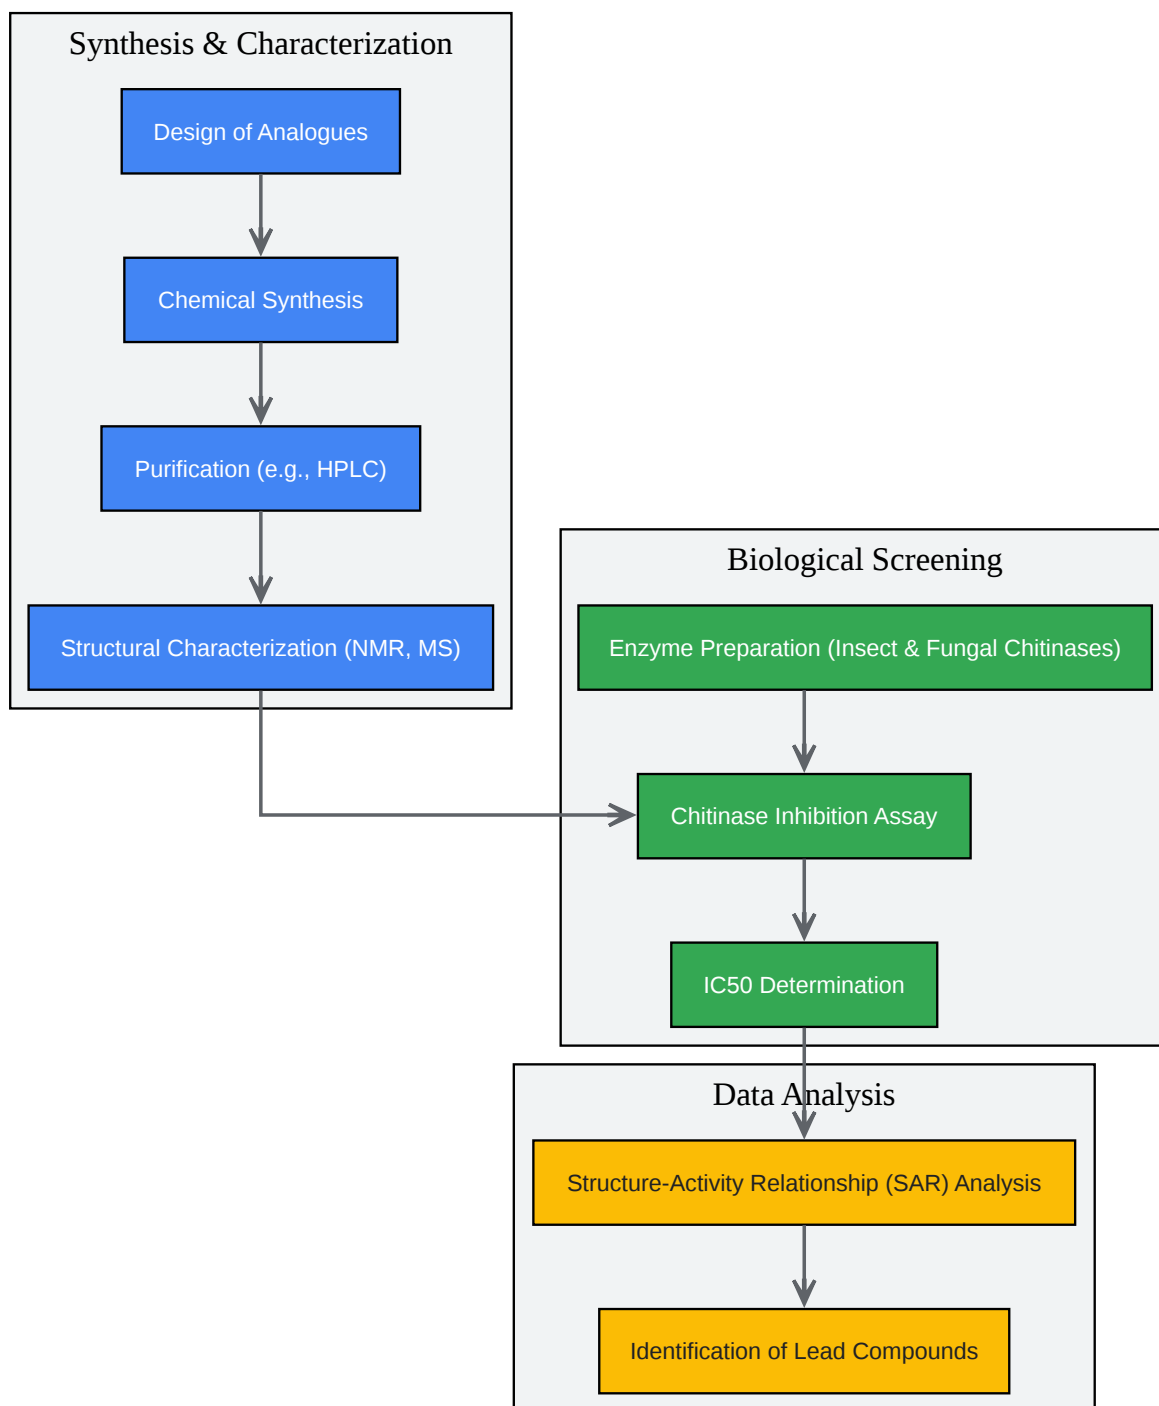 Synthesis & Characterization
Design of Analogues
Chemical Synthesis
Purification (e.g., HPLC)
Structural Characterization (NMR, MS)
Biological Screening
Enzyme Preparation (Insect & Fungal Chitinases)
Chitinase Inhibition Assay
IC50 Determination
Data Analysis
Structure-Activity Relationship (SAR) Analysis
Identification of Lead Compounds